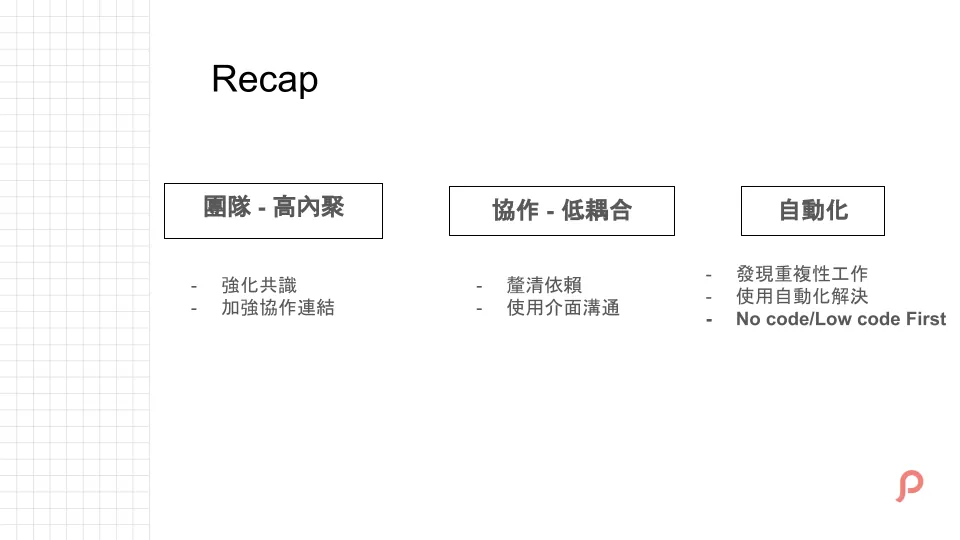 Recap
團隊 - 高內聚
- 強化共識
- 加強協作連結
協作 - 低耦合
- 釐清依賴
- 使用介面溝通
自動化
- 發現重複性工作
- 使用自動化解決
- No code/Low code First